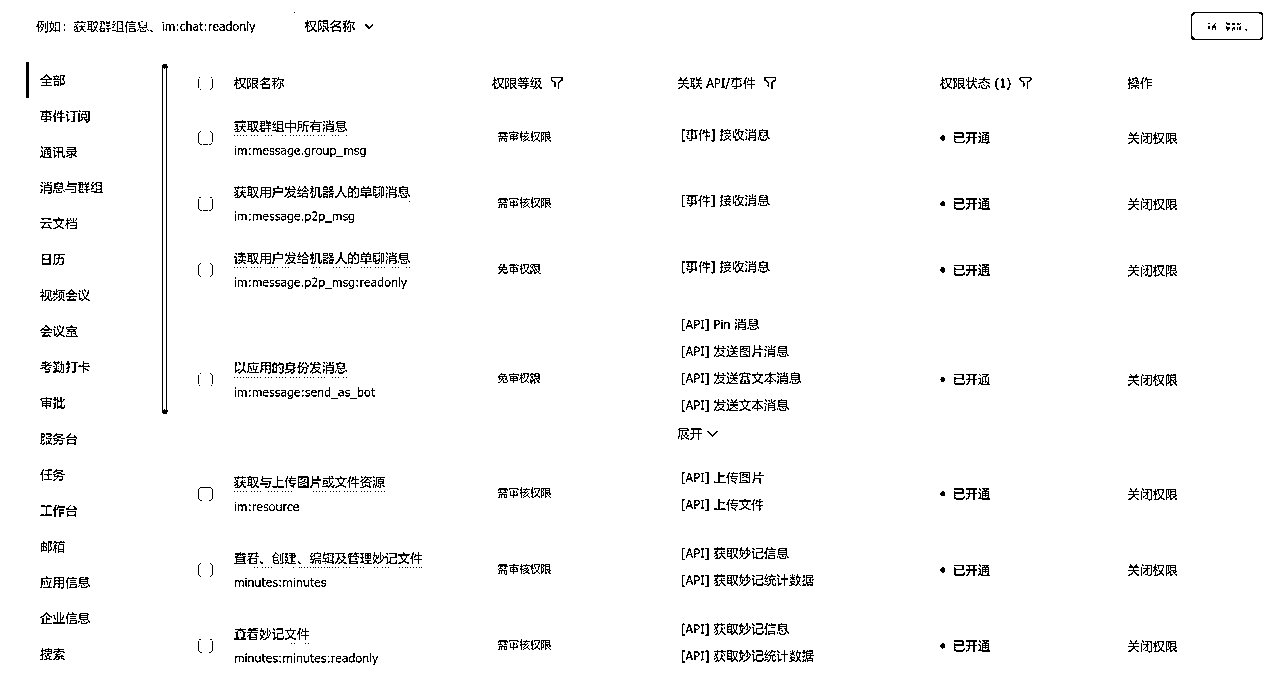 例如：获取群组信息、im:chat:readonly
权限名称
全部
事件订阅
通讯录
消息与群组
云文档
日历
视频会议
会议室
考勤打卡
审批
服务台
任务
工作台
邮箱
应用信息
企业信息
搜索
权限名称 权限等级 关联 API/事件 权限状态 (1) 操作
获取群组中所有消息
im:message.group_msg
需审核权限 [事件] 接收消息 • 已开通 关闭权限
获取用户发给机器人的单聊消息
im:message.p2p_msg
需审核权限 [事件] 接收消息 • 已开通 关闭权限
读取用户发给机器人的单聊消息
im:message.p2p_msg:readonly
免审权限 [事件] 接收消息 • 已开通 关闭权限
以应用的身份发消息
im:message:send_as_bot
免审权限
[API] Pin 消息
[API] 发送图片消息
[API] 发送富文本消息
[API] 发送文本消息
展开
• 已开通 关闭权限
获取与上传图片或文件资源
im:resource
需审核权限
[API] 上传图片
[API] 上传文件
• 已开通 关闭权限
查看、创建、编辑及管理妙记文件
minutes:minutes
需审核权限
[API] 获取妙记信息
[API] 获取妙记统计数据
• 已开通 关闭权限
查看妙记文件
minutes:minutes:readonly
需审核权限
[API] 获取妙记信息
[API] 获取妙记统计数据
• 已开通 关闭权限